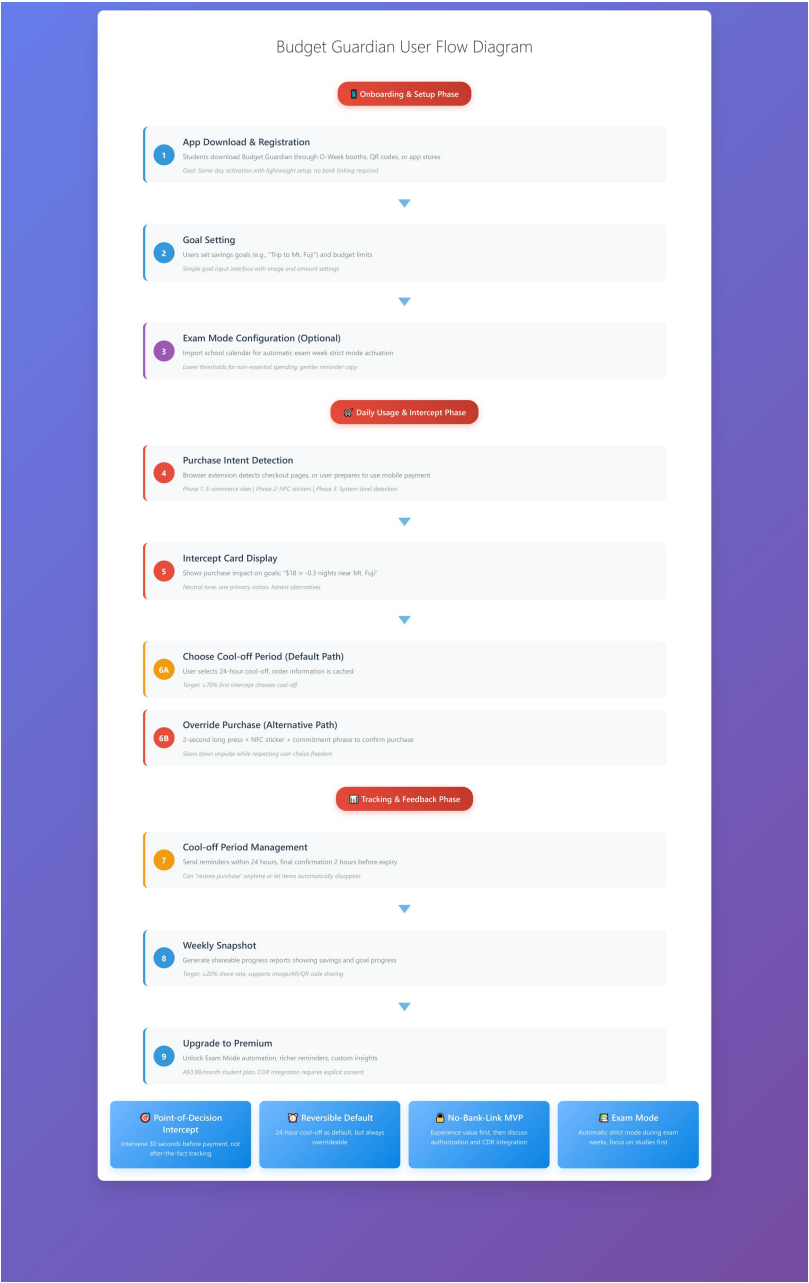 Budget Guardian User Flow Diagram
📱 Onboarding & Setup Phase
1
App Download & Registration
Students download Budget Guardian through O-Week booths, QR codes, or app stores
Goal: Same-day activation with lightweight setup, no bank linking required
2
Goal Setting
Users set savings goals (e.g., "Trip to Mt. Fuji") and budget limits
Simple goal input interface with image and amount settings
3
Exam Mode Configuration (Optional)
Import school calendar for automatic exam week strict mode activation
Lower thresholds for non-essential spending, gentler reminder copy
🛒 Daily Usage & Intercept Phase
4
Purchase Intent Detection
Browser extension detects checkout pages, or user prepares to use mobile payment
Phase 1: E-commerce sites | Phase 2: NFC stickers | Phase 3: System-level detection
5
Intercept Card Display
Shows purchase impact on goals: "$18 = -0.3 nights near Mt. Fuji"
Neutral tone, one primary action, honest alternatives
6A
Choose Cool-off Period (Default Path)
User selects 24-hour cool-off, order information is cached
Target: ≥70% first intercept chooses cool-off
6B
Override Purchase (Alternative Path)
2-second long press + NFC sticker + commitment phrase to confirm purchase
Slows down impulse while respecting user choice freedom
📊 Tracking & Feedback Phase
7
Cool-off Period Management
Send reminders within 24 hours, final confirmation 2 hours before expiry
Can "restore purchase" anytime or let items automatically disappear
8
Weekly Snapshot
Generate shareable progress reports showing savings and goal progress
Target: ≥20% share rate, supports image/AR/QR code sharing
9
Upgrade to Premium
Unlock Exam Mode automation, richer reminders, custom insights
A$3.99/month student plan, CDR integration requires explicit consent
🎯 Point-of-Decision
Intercept
Intervene 30 seconds before payment, not
after-the-fact tracking
⏰ Reversible Default
24-hour cool-off as default, but always
overrideable
🔒 No-Bank-Link MVP
Experience value first, then discuss
authorization and CDR integration
📚 Exam Mode
Automatic strict mode during exam
weeks, focus on studies first